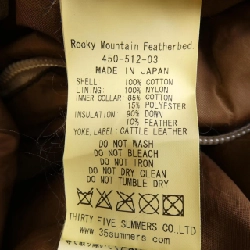 Rocky Mountain Featherbed.
450-512-03
MADE IN JAPAN
SHELL: 100% COTTON
LINING: 100% NYLON
INNER COLLAR: 85% COTTON
15% POLYESTER
INSULATION: 90% DOWN
10% FEATHER
YOKE, LABEL: CATTLE LEATHER
DO NOT WASH
DO NOT BLEACH
DO NOT IRON
DO NOT DRY CLEAN
DO NOT TUMBLE DRY
THIRTY FIVE SUMMERS CO.,LTD
www.35summers.com